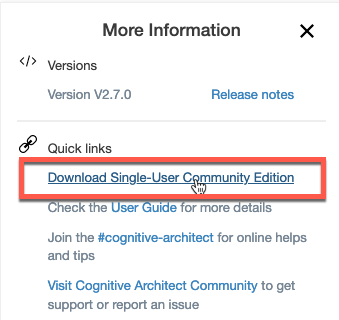 More Information
</> Versions
Version V2.7.0 Release notes
Quick links
Download Single-User Community Edition
Check the User Guide for more details
Join the #cognitive-architect for online helps
and tips
Visit Cognitive Architect Community to get
support or report an issue